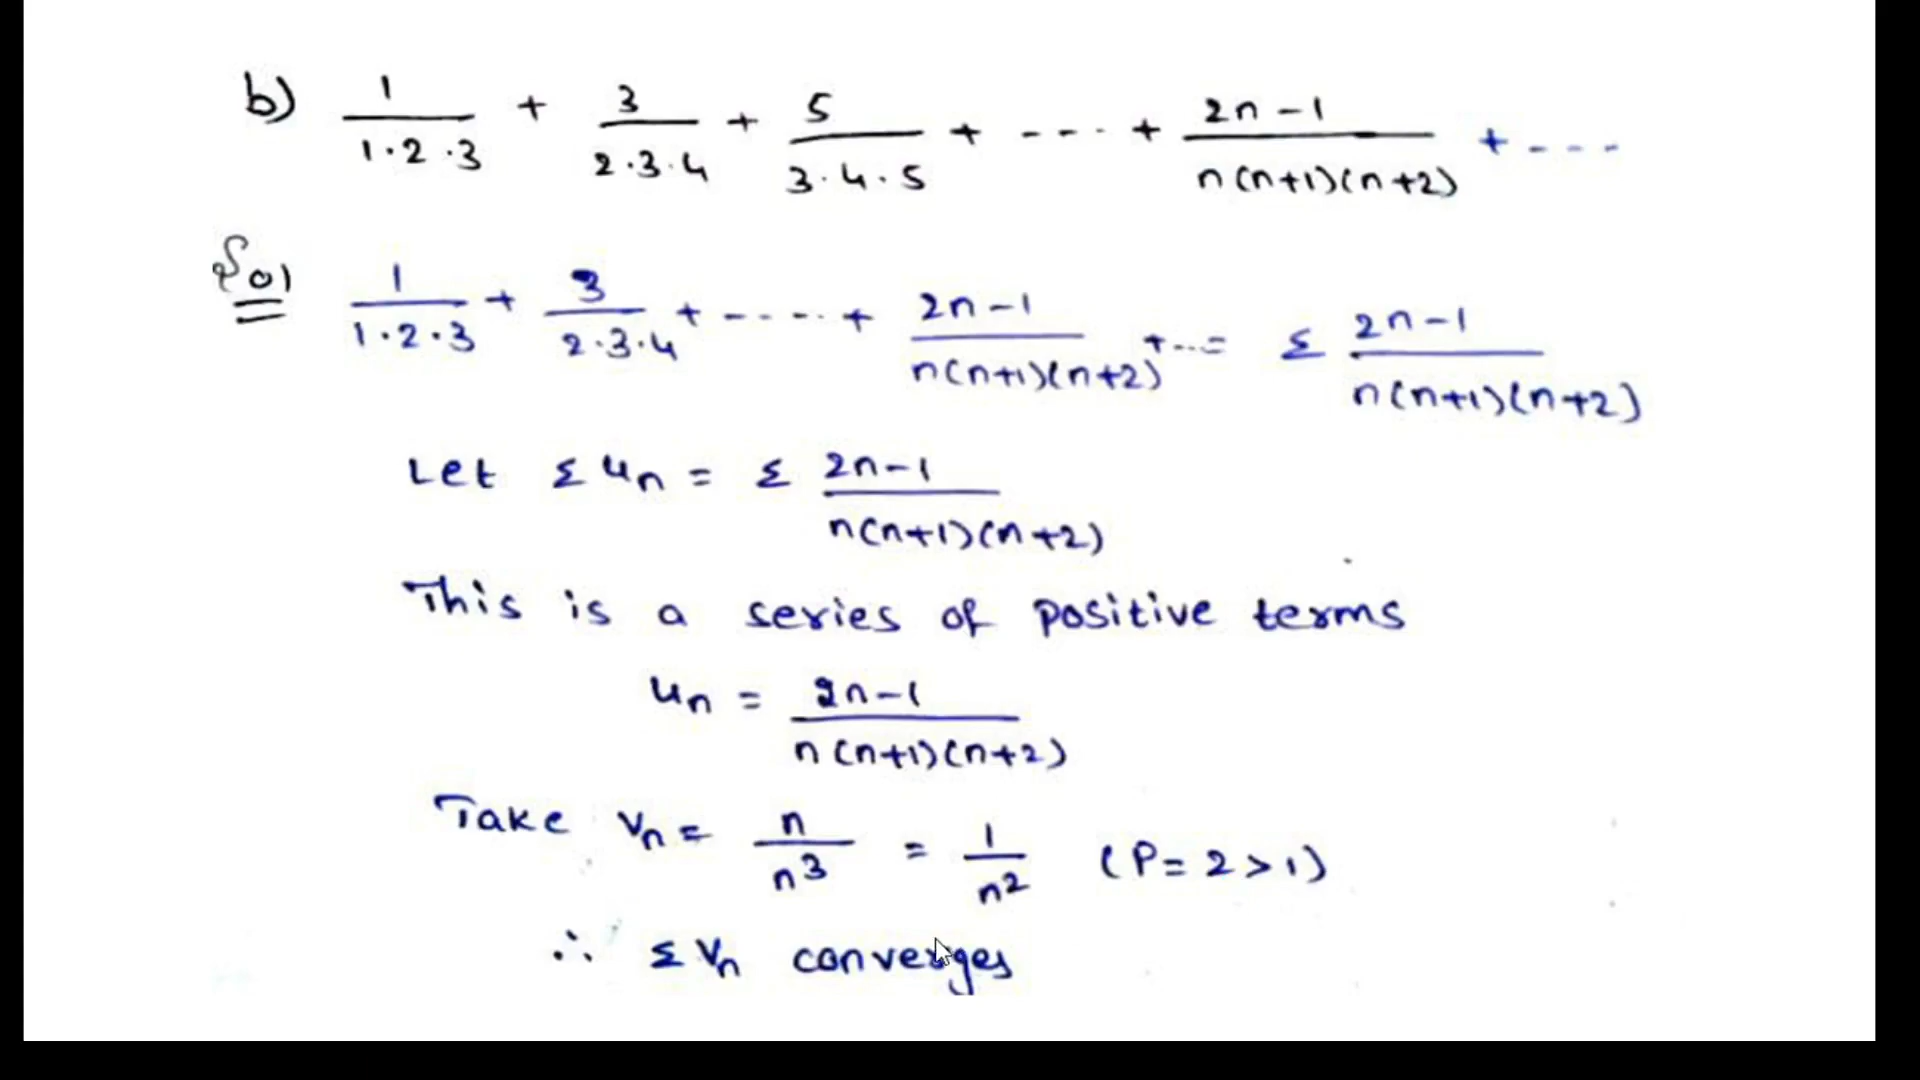 b) 1/(1·2·3) + 3/(2·3·4) + 5/(3·4·5) + ---· + (2n-1)/(n(n+1)(n+2)) + ---
Sol 1/(1·2·3) + 3/(2·3·4) + ----·+ (2n-1)/(n(n+1)(n+2)) +--= Σ (2n-1)/(n(n+1)(n+2))
Let Σ un = Σ (2n-1)/(n(n+1)(n+2))
This is a series of positive terms
un = (2n-1)/(n(n+1)(n+2))
Take vn = n/n³ = 1/n² (P=2>1)
∴ Σ Vn converges